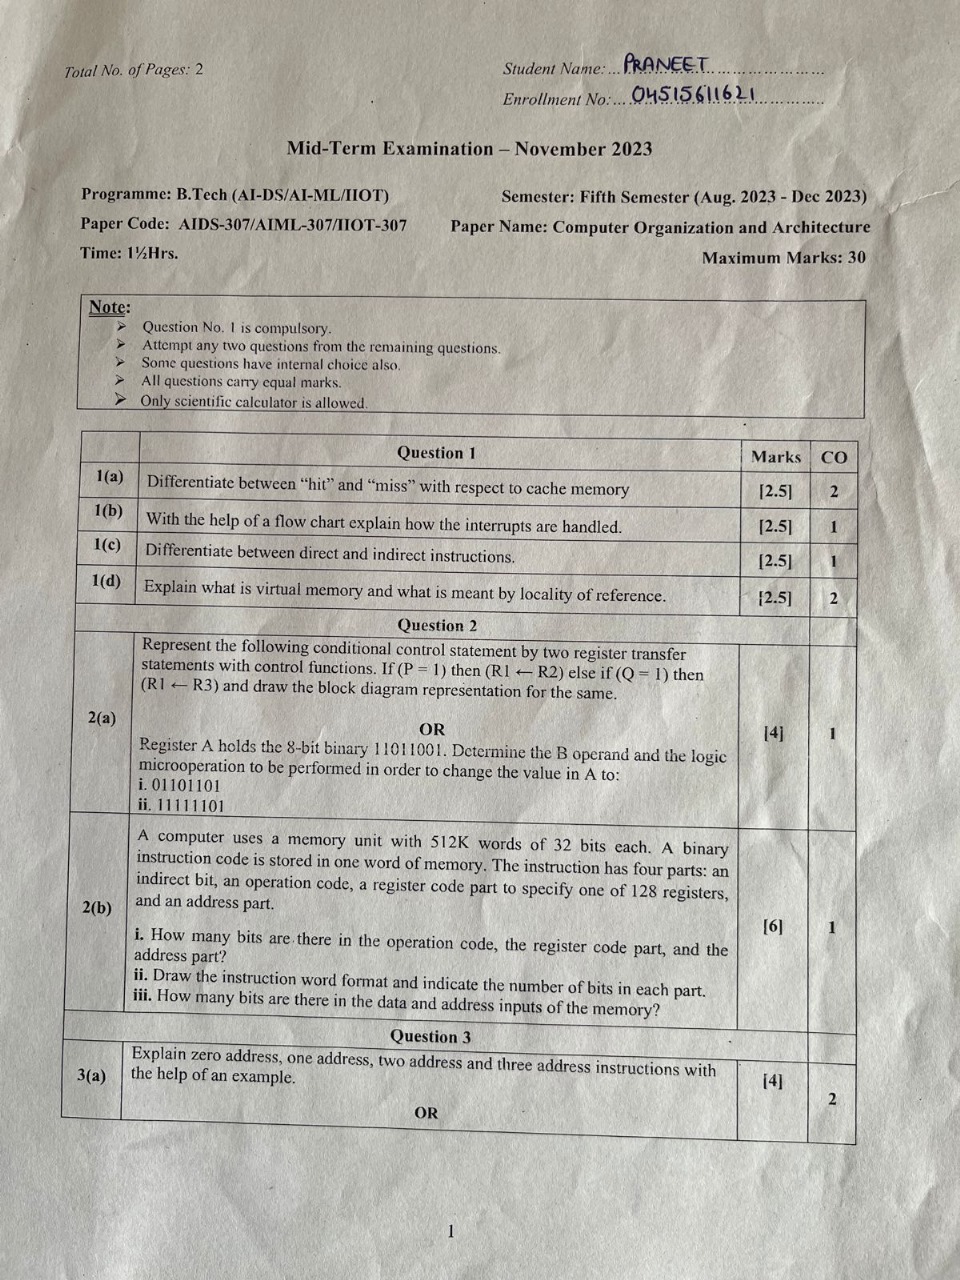 Total No. of Pages: 2
Student Name: ... PRANEET
Enrollment No: ... 04515611621
Mid-Term Examination – November 2023
Programme: B.Tech (AI-DS/AI-ML/IIOT)
Semester: Fifth Semester (Aug. 2023 - Dec 2023)
Paper Code: AIDS-307/AIML-307/IIOT-307
Paper Name: Computer Organization and Architecture
Time: 1½Hrs.
Maximum Marks: 30
Note:
➤ Question No. 1 is compulsory.
➤ Attempt any two questions from the remaining questions.
➤ Some questions have internal choice also.
➤ All questions carry equal marks.
➤ Only scientific calculator is allowed.
Question 1 Marks CO
1(a) Differentiate between “hit” and “miss” with respect to cache memory [2.5] 2
1(b) With the help of a flow chart explain how the interrupts are handled. [2.5] 1
1(c) Differentiate between direct and indirect instructions. [2.5] 1
1(d) Explain what is virtual memory and what is meant by locality of reference. [2.5] 2
Question 2
2(a) Represent the following conditional control statement by two register transfer
statements with control functions. If (P = 1) then (R1 ← R2) else if (Q = 1) then
(R1 ← R3) and draw the block diagram representation for the same.
OR [4] 1
Register A holds the 8-bit binary 11011001. Determine the B operand and the logic
microoperation to be performed in order to change the value in A to:
i. 01101101
ii. 11111101
2(b) A computer uses a memory unit with 512K words of 32 bits each. A binary
instruction code is stored in one word of memory. The instruction has four parts: an
indirect bit, an operation code, a register code part to specify one of 128 registers,
and an address part. [6] 1
i. How many bits are there in the operation code, the register code part, and the
address part?
ii. Draw the instruction word format and indicate the number of bits in each part.
iii. How many bits are there in the data and address inputs of the memory?
Question 3
3(a) Explain zero address, one address, two address and three address instructions with
the help of an example. [4] 2
OR
1